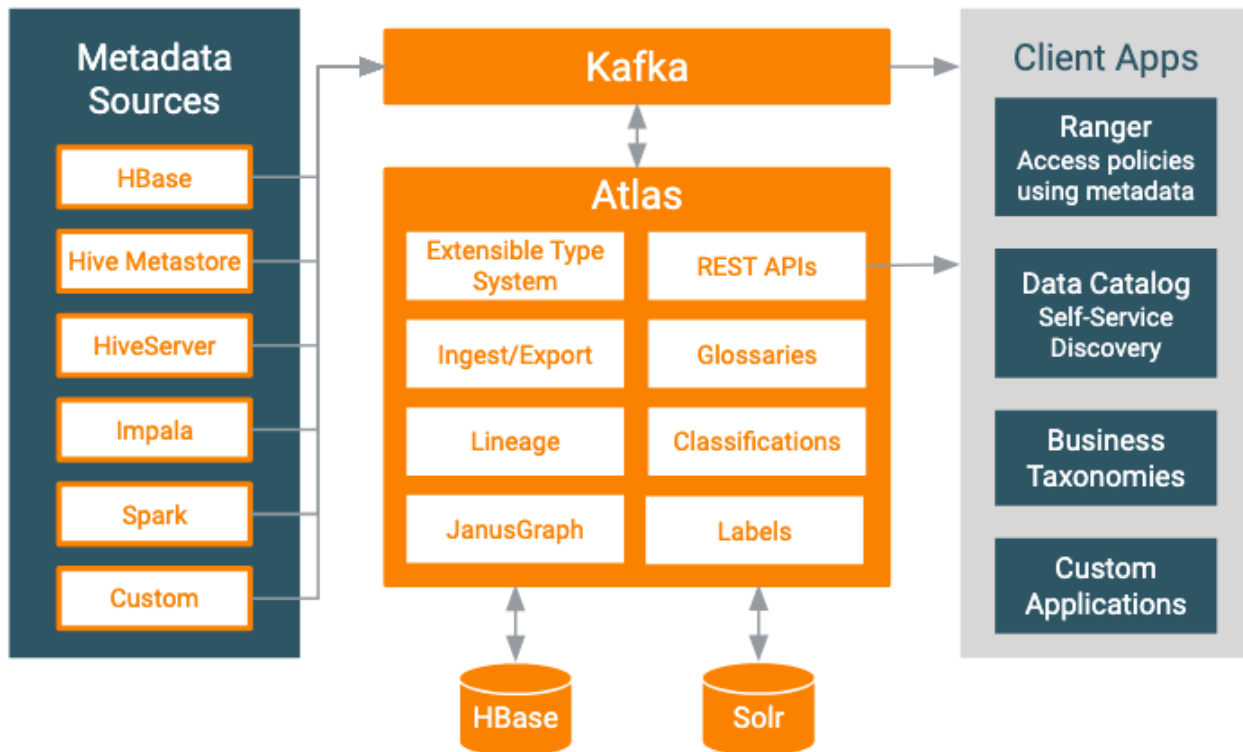 Metadata
Sources
HBase
Hive Metastore
HiveServer
Impala
Spark
Custom
Kafka
Atlas
Extensible Type
System
REST APIs
Ingest/Export
Glossaries
Lineage
Classifications
JanusGraph
Labels
HBase
Solr
Client Apps
Ranger
Access policies
using metadata
Data Catalog
Self-Service
Discovery
Business
Taxonomies
Custom
Applications